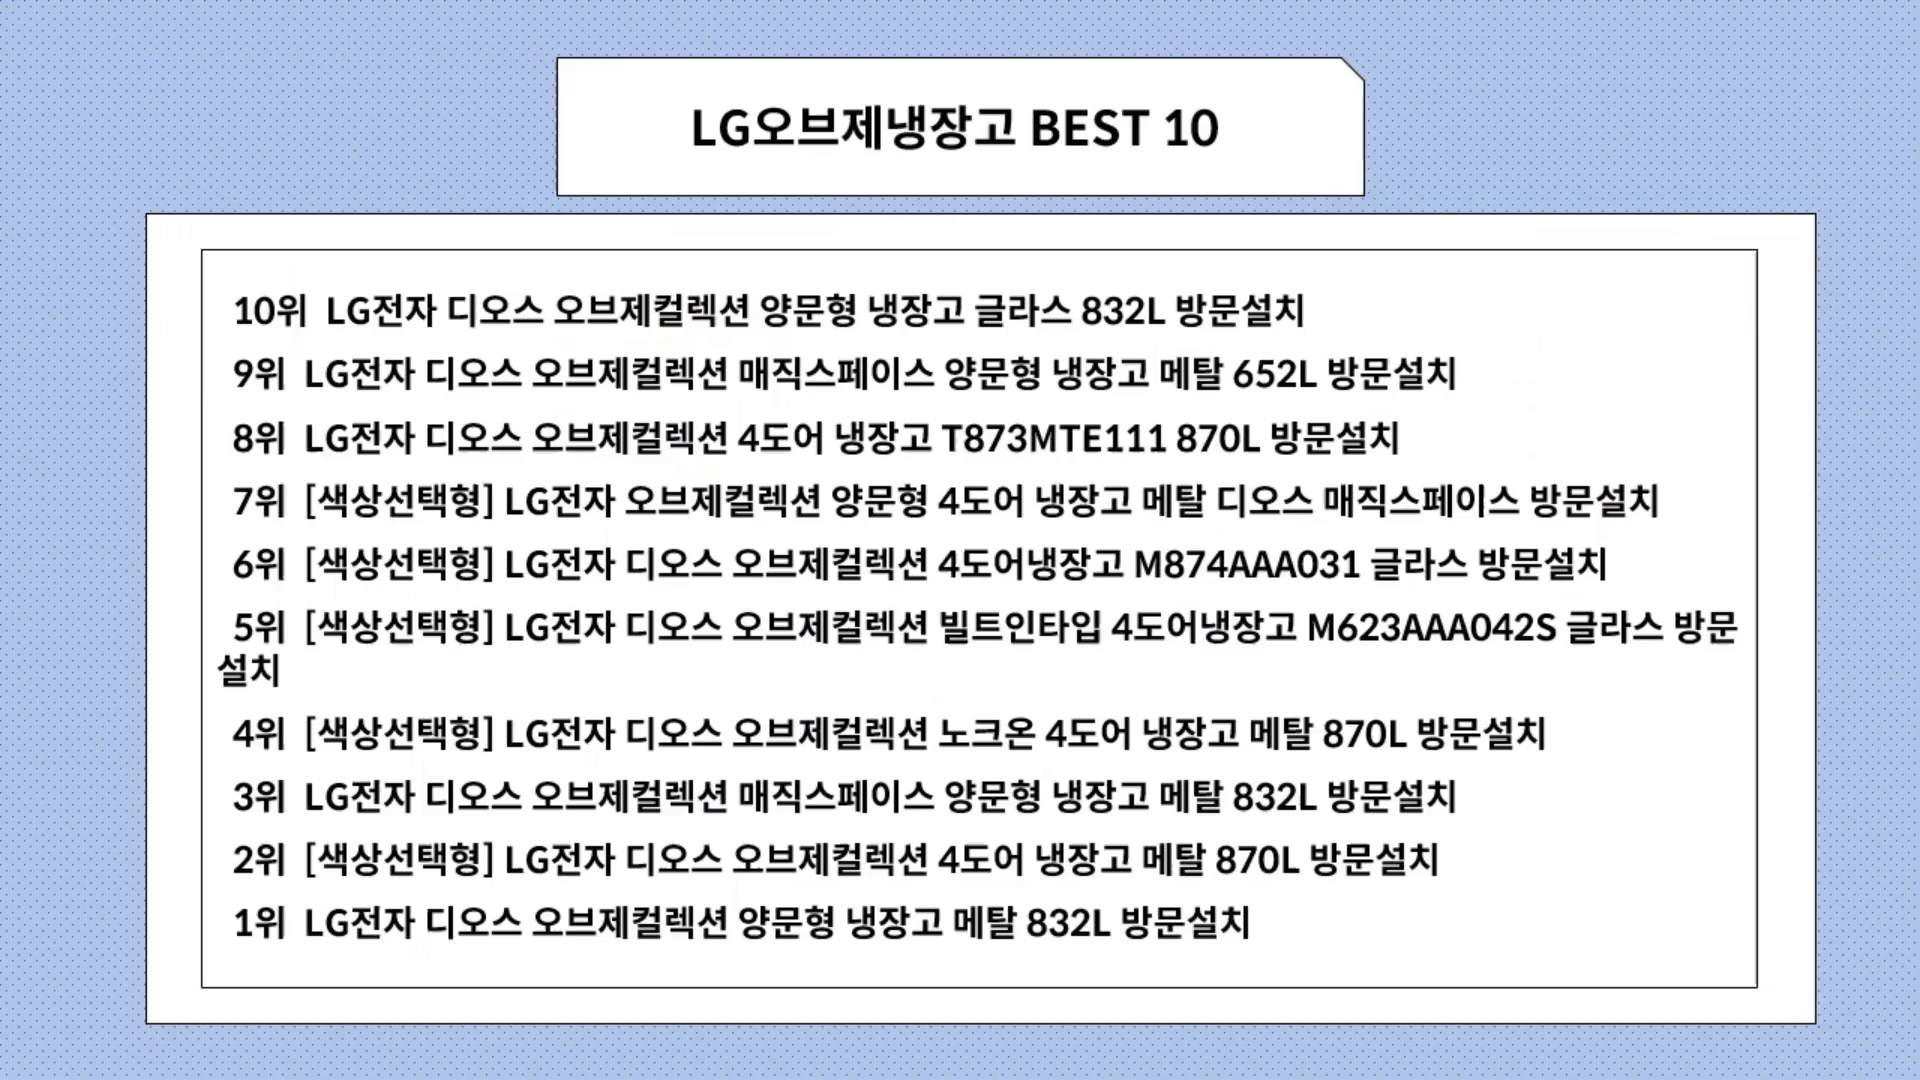 LG오브제냉장고 BEST 10
10위 LG전자 디오스 오브제컬렉션 양문형 냉장고 글라스 832L 방문설치
9위 LG전자 디오스 오브제컬렉션 매직스페이스 양문형 냉장고 메탈 652L 방문설치
8위 LG전자 디오스 오브제컬렉션 4도어 냉장고 T873MTE111 870L 방문설치
7위 [색상선택형] LG전자 오브제컬렉션 양문형 4도어 냉장고 메탈 디오스 매직스페이스 방문설치
6위 [색상선택형] LG전자 디오스 오브제컬렉션 4도어냉장고 M874AAA031 글라스 방문설치
5위 [색상선택형] LG전자 디오스 오브제컬렉션 빌트인타입 4도어냉장고 M623AAA042S 글라스 방문
설치
4위 [색상선택형] LG전자 디오스 오브제컬렉션 노크온 4도어 냉장고 메탈 870L 방문설치
3위 LG전자 디오스 오브제컬렉션 매직스페이스 양문형 냉장고 메탈 832L 방문설치
2위 [색상선택형] LG전자 디오스 오브제컬렉션 4도어 냉장고 메탈 870L 방문설치
1위 LG전자 디오스 오브제컬렉션 양문형 냉장고 메탈 832L 방문설치